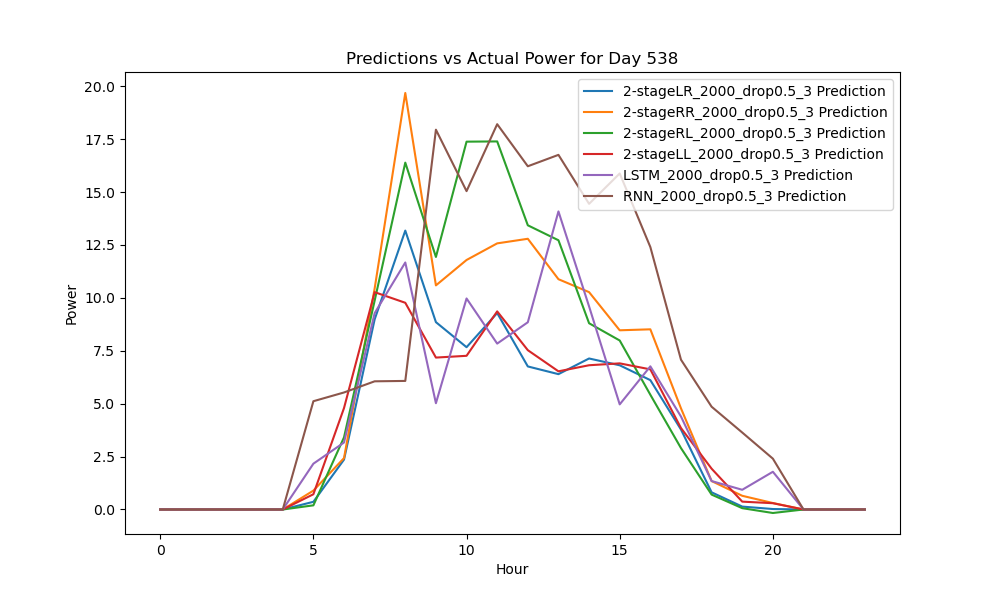 Predictions vs Actual Power for Day 538
20.0
17.5
15.0
12.5
10.0
7.5
5.0
2.5
0.0
Power
2-stageLR_2000_drop0.5_3 Prediction
2-stageRR_2000_drop0.5_3 Prediction
2-stageRL_2000_drop0.5_3 Prediction
2-stageLL_2000_drop0.5_3 Prediction
LSTM_2000_drop0.5_3 Prediction
RNN_2000_drop0.5_3 Prediction
0 5 10 15 20
Hour